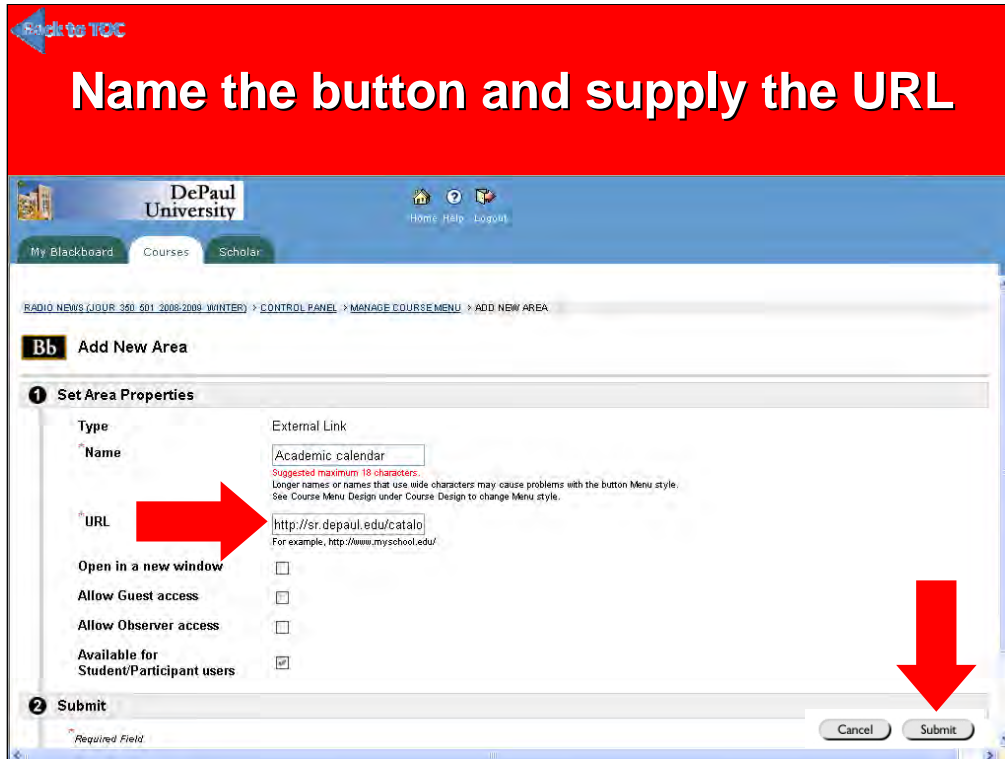 Back to TOC
Name the button and supply the URL
DePaul
University
Home Help Logout
My Blackboard Courses Scholar
RADIO NEWS (JOUR 350 501 2008-2009 WINTER) > CONTROL PANEL > MANAGE COURSE MENU > ADD NEW AREA
Bb Add New Area
1 Set Area Properties
Type External Link
*Name Academic calendar
Suggested maximum 18 characters.
Longer names or names that use wide characters may cause problems with the button Menu style.
See Course Menu Design under Course Design to change Menu style.
*URL http://sr.depaul.edu/catalo
For example, http://www.myschool.edu/
Open in a new window
Allow Guest access
Allow Observer access
Available for
Student/Participant users
2 Submit
*Required Field
Cancel Submit